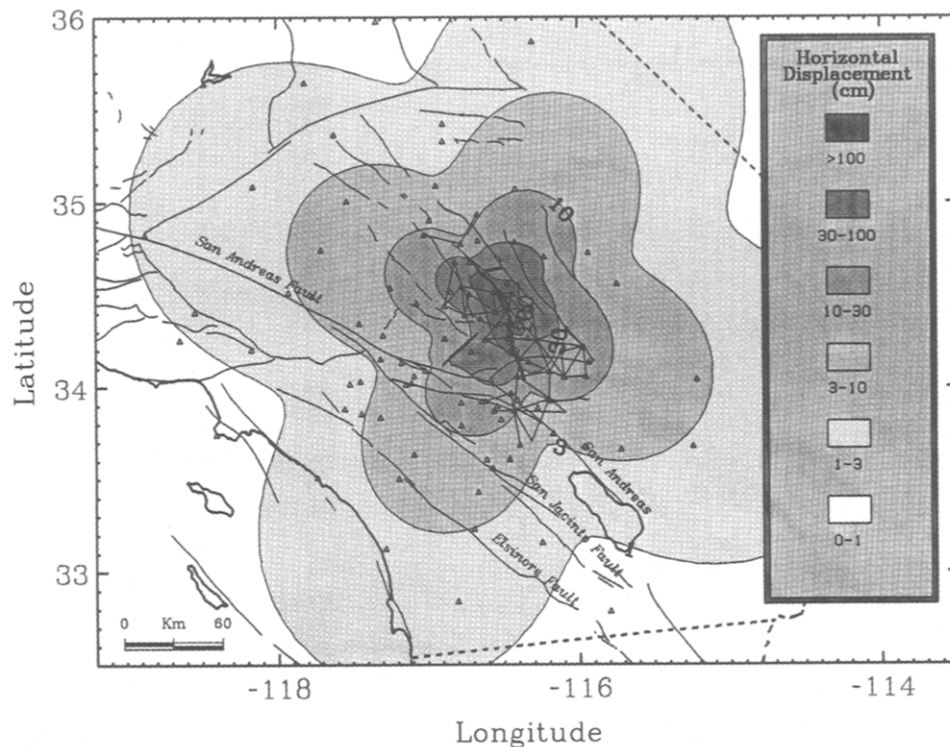 36
35
34
33
Latitude
-118
-116
-114
Longitude
Horizontal
Displacement
(cm)
>100
30-100
10-30
3-10
1-3
0-1
San Andreas Fault
10
San Andreas
San Jacinto Fault
Elsinore Fault
0 Km 60